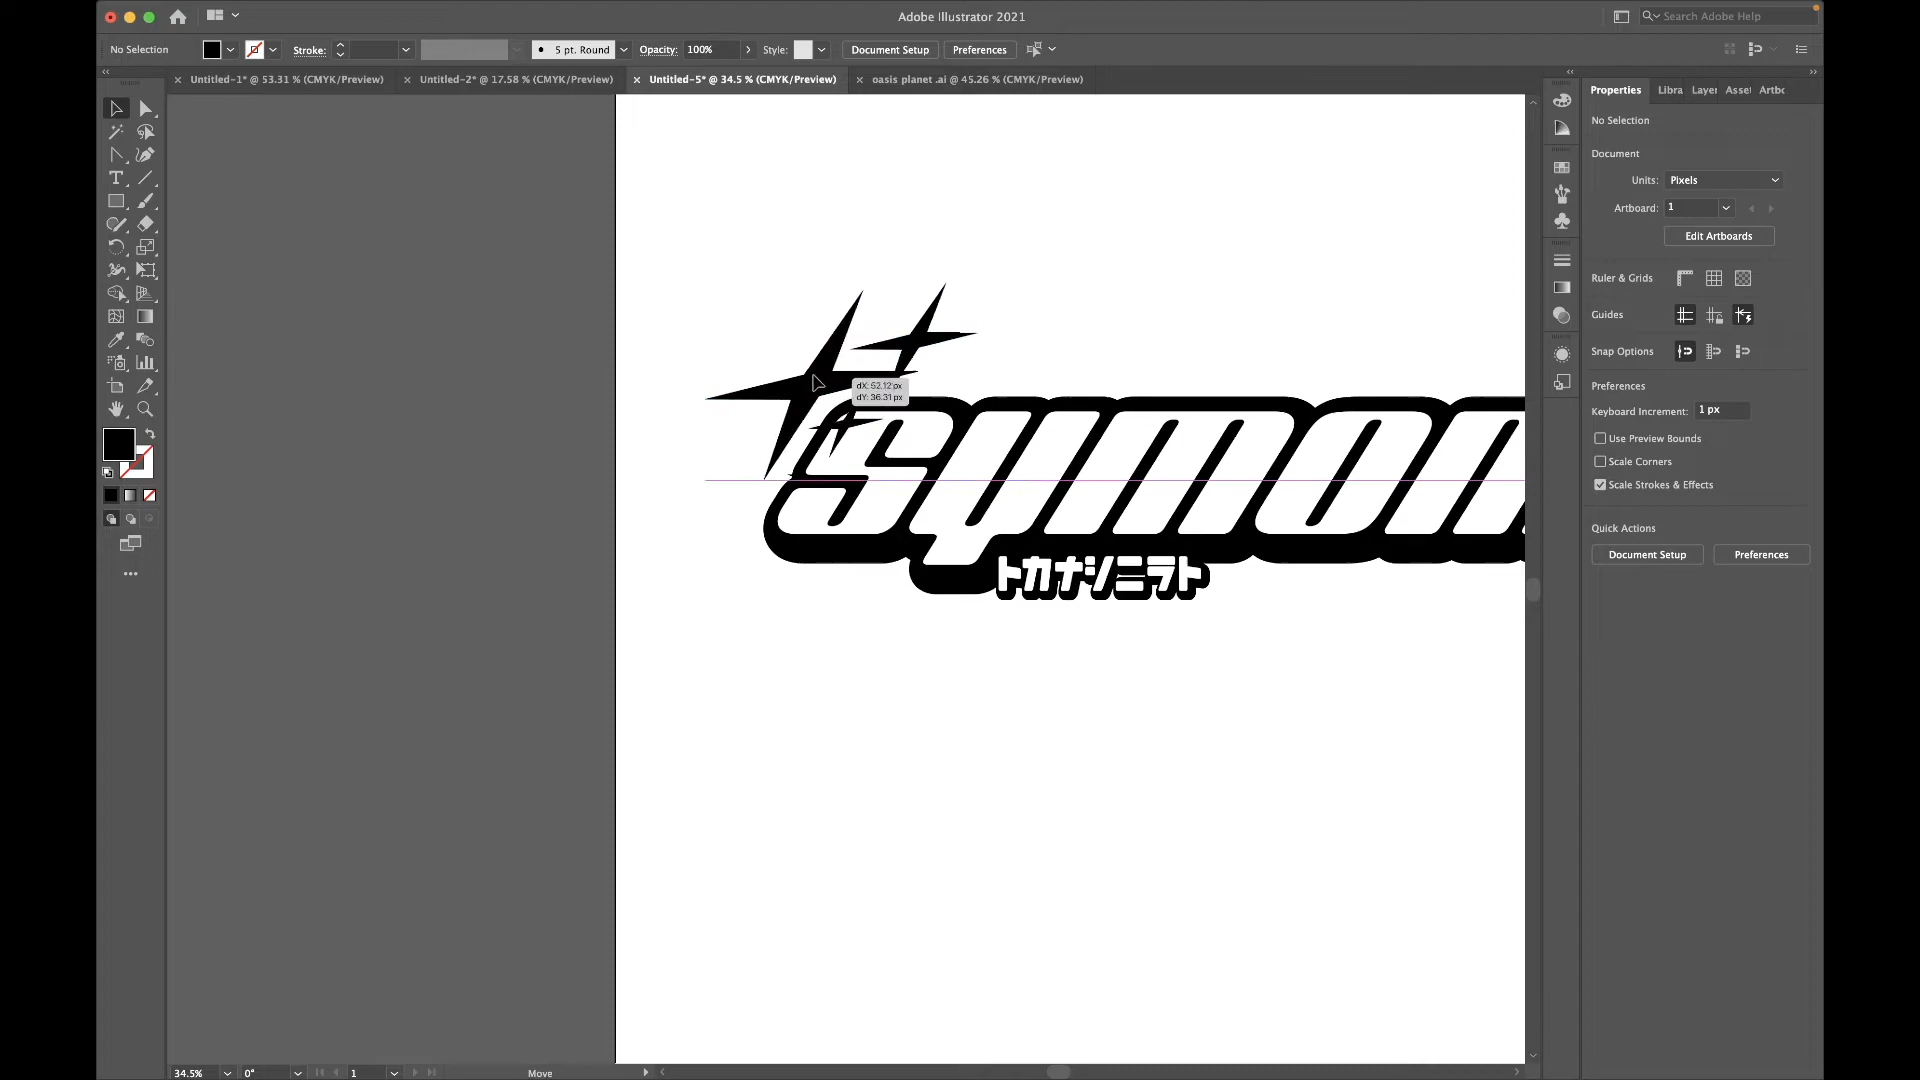 Adobe Illustrator 2021
Search Adobe Help
No Selection
Stroke:
5 pt. Round
Opacity: 100%
Style:
Document Setup
Preferences
Untitled-1* @ 53.31 % (CMYK/Preview)
Untitled-2* @ 17.58 % (CMYK/Preview)
Untitled-5* @ 34.5 % (CMYK/Preview)
oasis planet .ai @ 45.26 % (CMYK/Preview)
Properties
Libra
Layer
Asset
Artbc
No Selection
Document
Units: Pixels
Artboard: 1
Edit Artboards
Ruler & Grids
Guides
Snap Options
Preferences
Keyboard Increment: 1 px
Use Preview Bounds
Scale Corners
Scale Strokes & Effects
Quick Actions
Document Setup
Preferences
dX: 52.12 px
dY: 36.31 px
トカナシニラト
34.5%
0°
1
Move